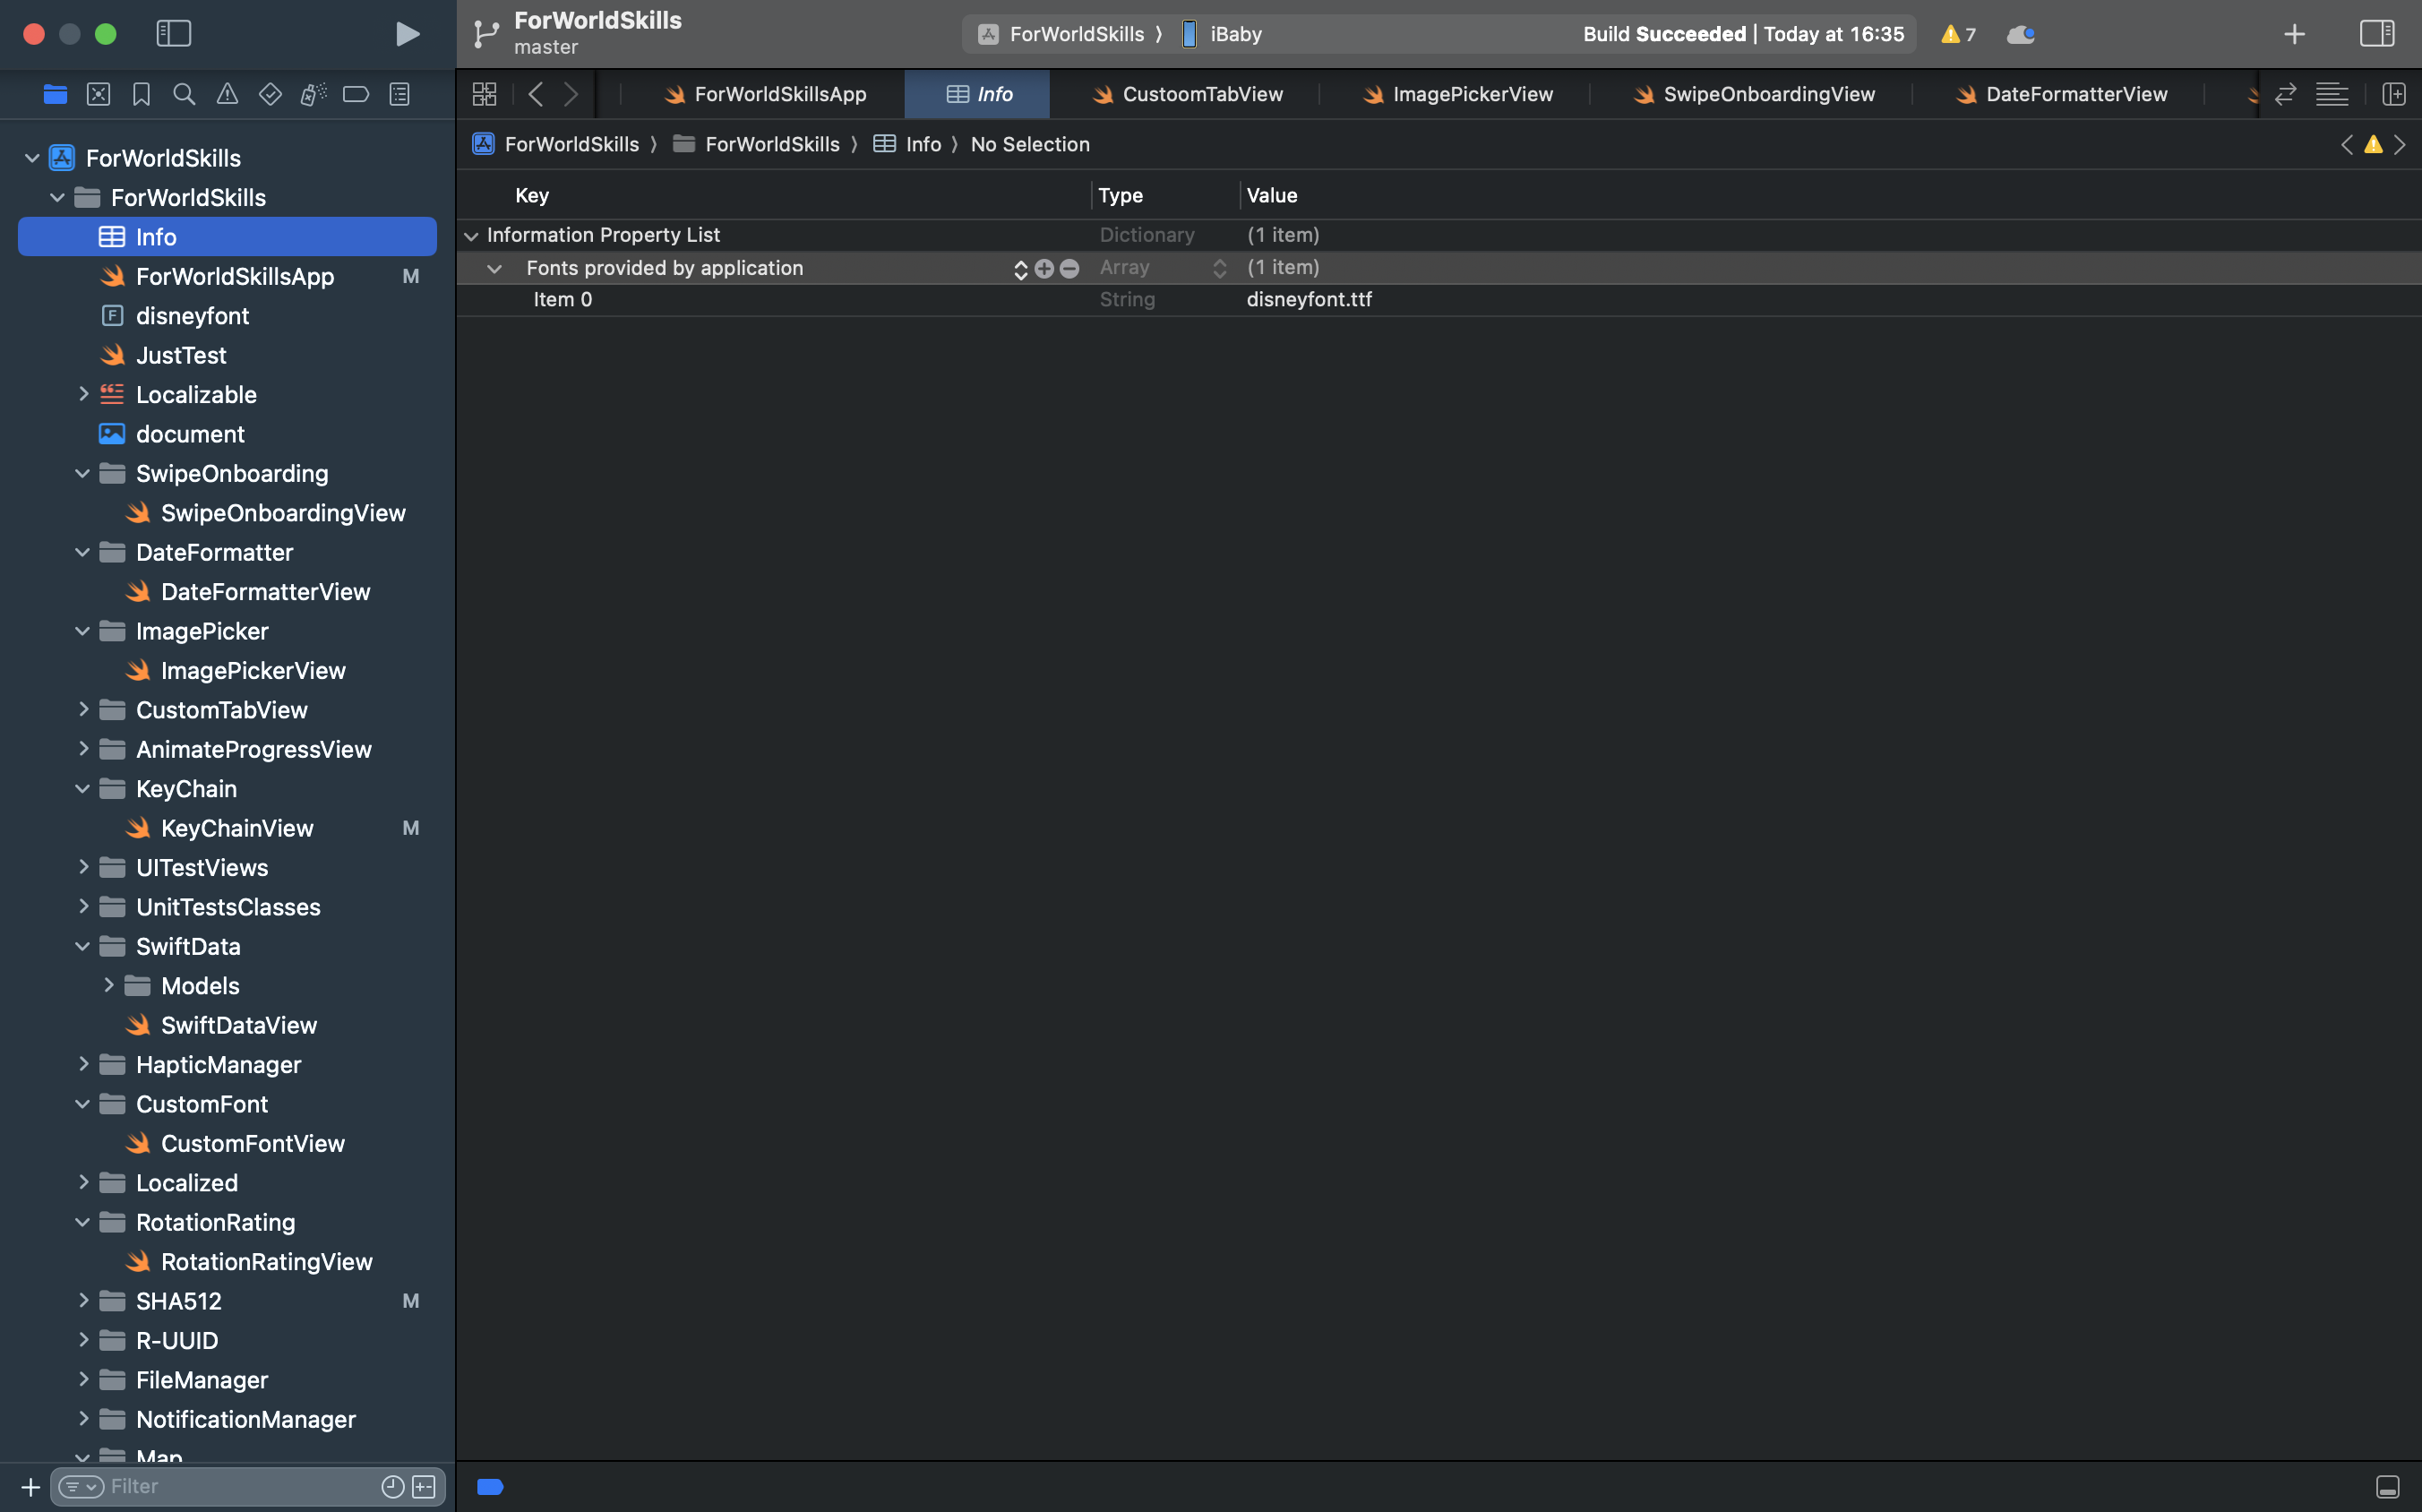 ForWorldSkills
master
ForWorldSkills 〉 iBaby
Build Succeeded | Today at 16:35
7
ForWorldSkillsApp
Info
CustoomTabView
ImagePickerView
SwipeOnboardingView
DateFormatterView
ForWorldSkills 〉 ForWorldSkills 〉 Info 〉 No Selection
Key Type Value
Information Property List Dictionary (1 item)
Fonts provided by application Array (1 item)
Item 0 String disneyfont.ttf
ForWorldSkills
ForWorldSkills
Info
ForWorldSkillsApp M
disneyfont
JustTest
Localizable
document
SwipeOnboarding
SwipeOnboardingView
DateFormatter
DateFormatterView
ImagePicker
ImagePickerView
CustomTabView
AnimateProgressView
KeyChain
KeyChainView M
UITestViews
UnitTestsClasses
SwiftData
Models
SwiftDataView
HapticManager
CustomFont
CustomFontView
Localized
RotationRating
RotationRatingView
SHA512 M
R-UUID
FileManager
NotificationManager
Map
Filter